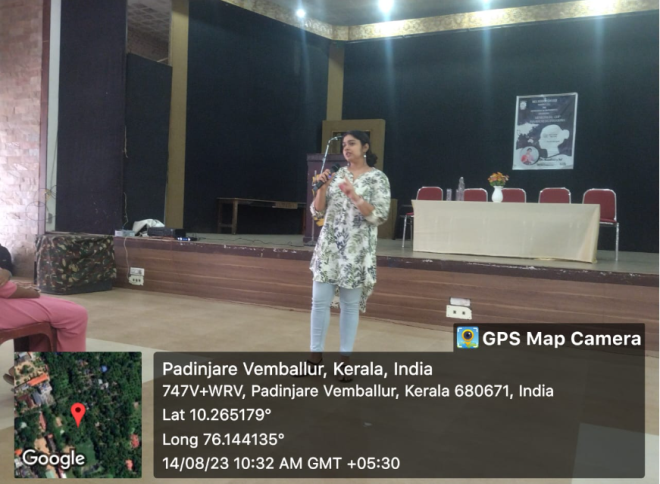 GPS Map Camera
Padinjare Vemballur, Kerala, India
747V+WRV, Padinjare Vemballur, Kerala 680671, India
Lat 10.265179°
Long 76.144135°
14/08/23 10:32 AM GMT +05:30
Google